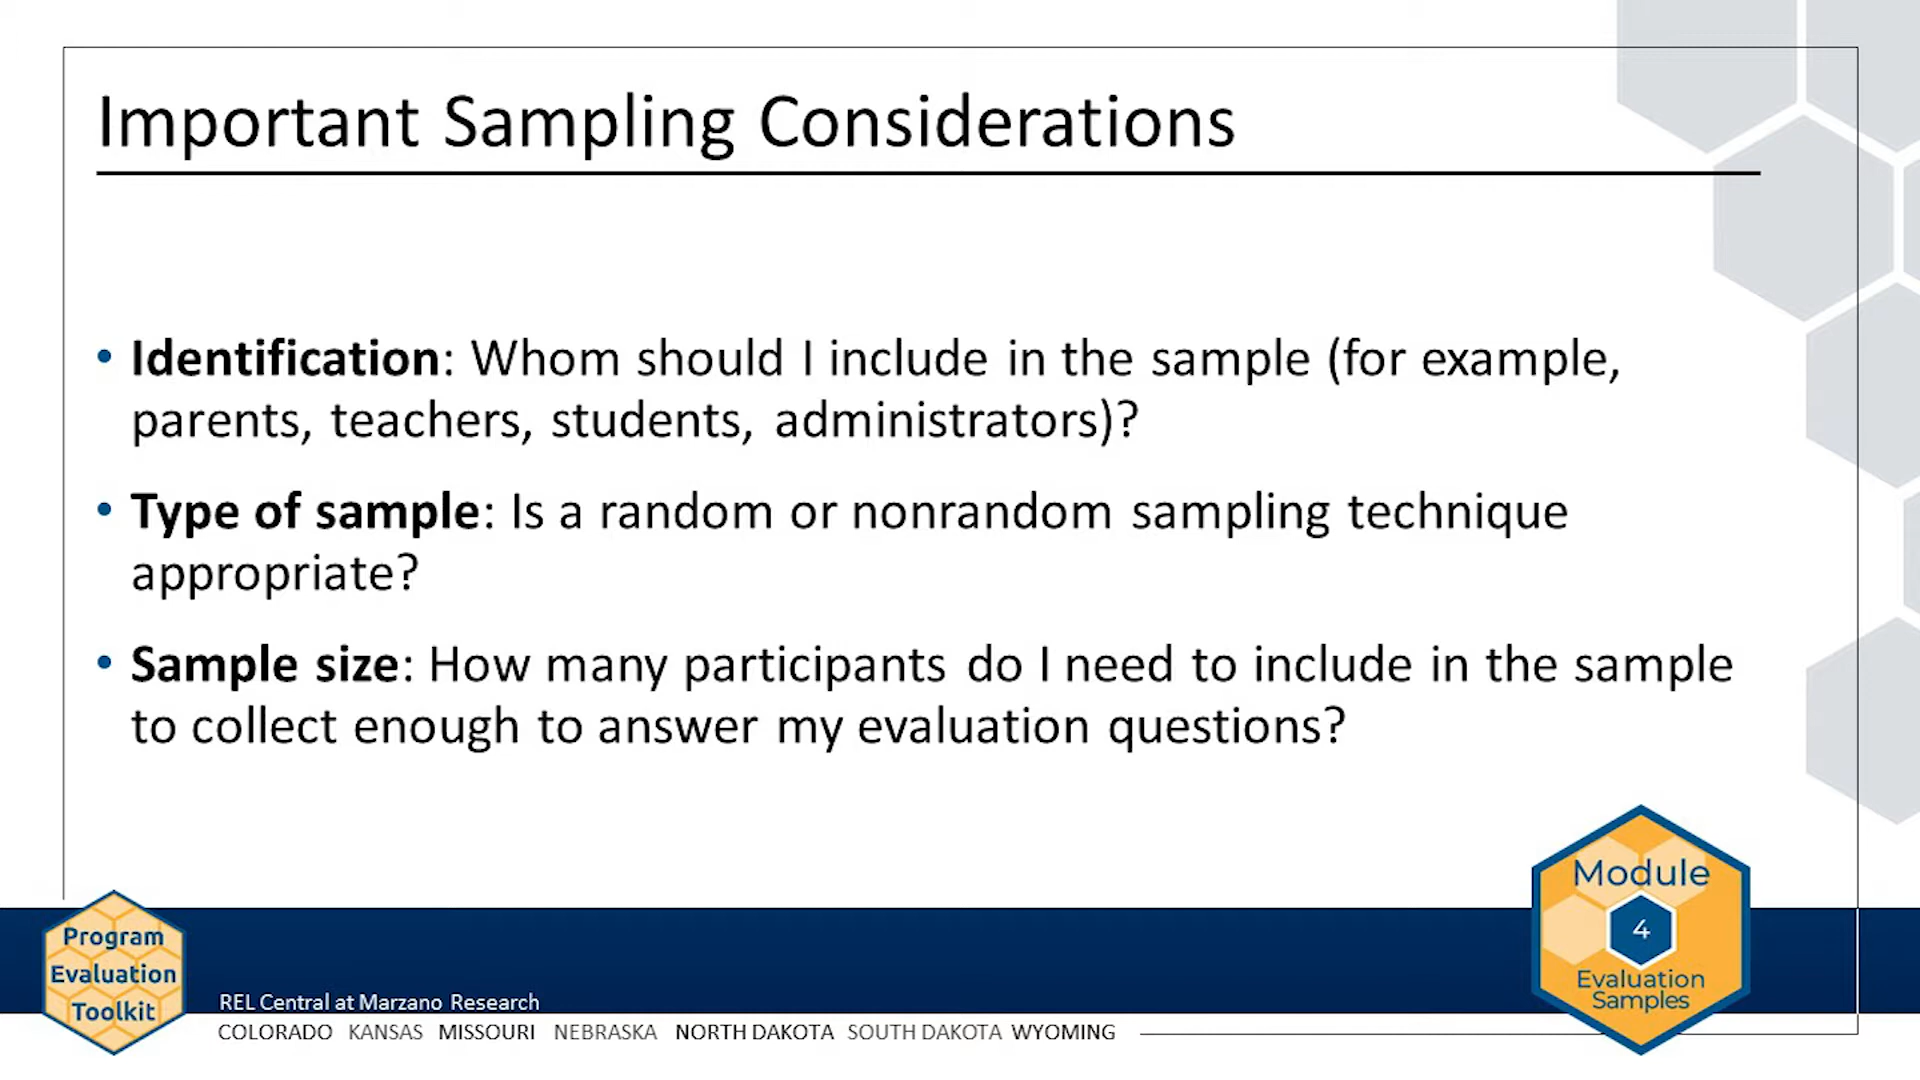 Important Sampling Considerations
• Identification: Whom should I include in the sample (for example,
parents, teachers, students, administrators)?
• Type of sample: Is a random or nonrandom sampling technique
appropriate?
• Sample size: How many participants do I need to include in the sample
to collect enough to answer my evaluation questions?
Module
4
Evaluation
Samples
Program
Evaluation
Toolkit
REL Central at Marzano Research
COLORADO KANSAS MISSOURI NEBRASKA NORTH DAKOTA SOUTH DAKOTA WYOMING